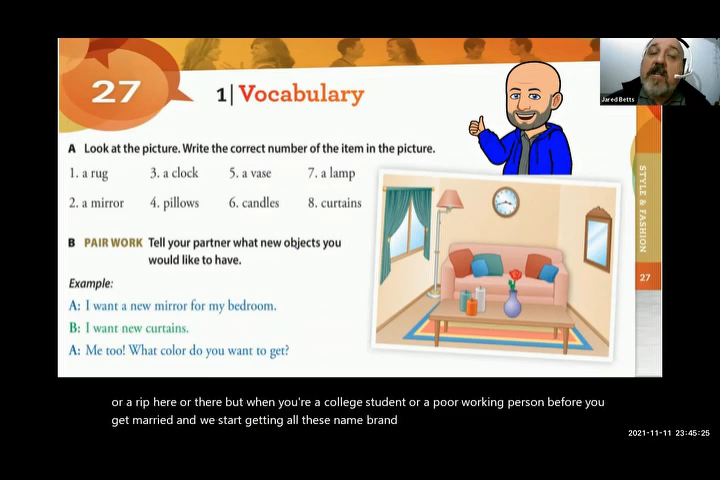 27
1| Vocabulary
Jared Betts
A Look at the picture. Write the correct number of the item in the picture.
1. a rug 3. a clock 5. a vase 7. a lamp
2. a mirror 4. pillows 6. candles 8. curtains
B PAIR WORK Tell your partner what new objects you
would like to have.
Example:
A: I want a new mirror for my bedroom.
B: I want new curtains.
A: Me too! What color do you want to get?
STYLE & FASHION
27
or a rip here or there but when you're a college student or a poor working person before you
get married and we start getting all these name brand
2021-11-11 23:45:25